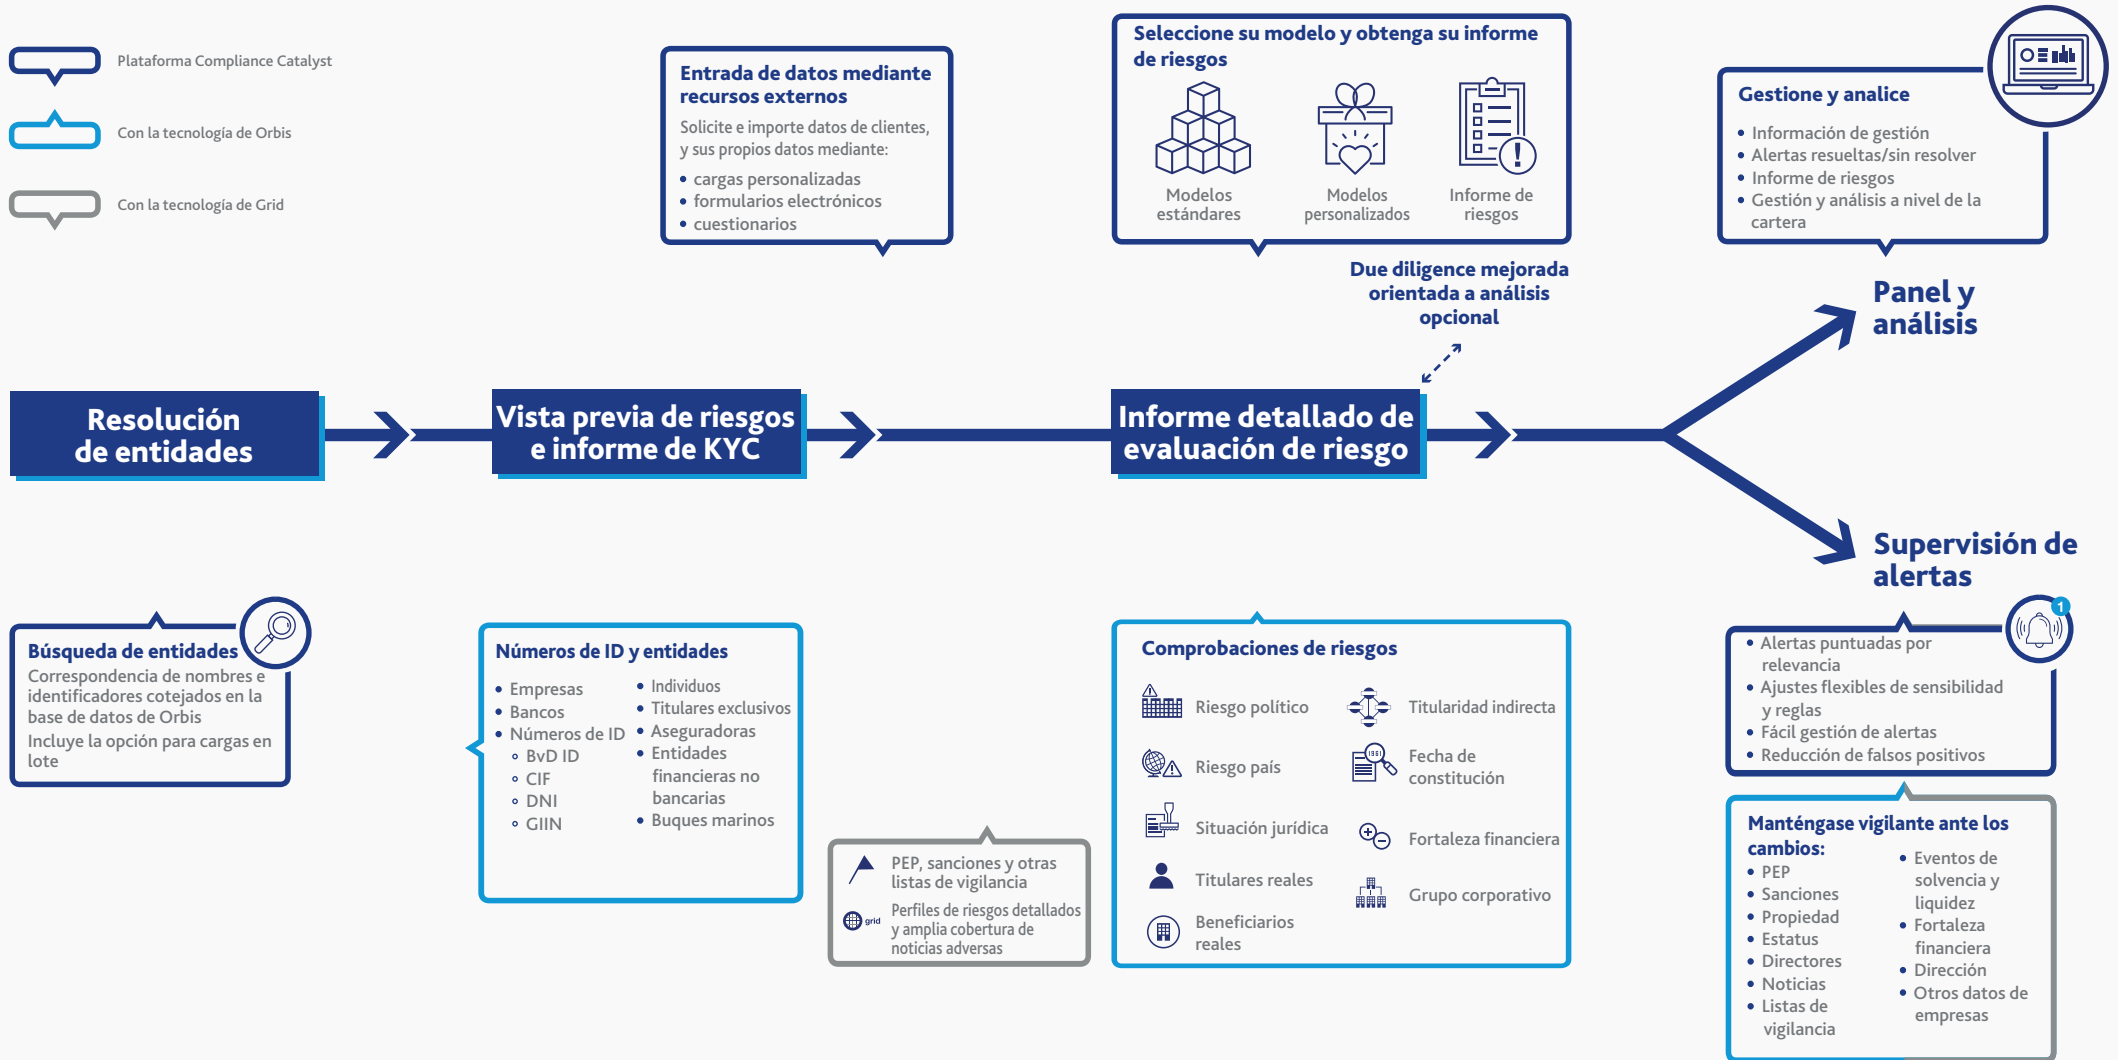 Plataforma Compliance Catalyst
Con la tecnología de Orbis
Con la tecnología de Grid
Entrada de datos mediante
recursos externos
Solicite e importe datos de clientes,
y sus propios datos mediante:
• cargas personalizadas
• formularios electrónicos
• cuestionarios
Seleccione su modelo y obtenga su informe
de riesgos
Modelos
estándares
Modelos
personalizados
Informe de
riesgos
Gestione y analice
• Información de gestión
• Alertas resueltas/sin resolver
• Informe de riesgos
• Gestión y análisis a nivel de la
cartera
Due diligence mejorada
orientada a análisis
opcional
Panel y
análisis
Resolución
de entidades
Vista previa de riesgos
e informe de KYC
Informe detallado de
evaluación de riesgo
Supervisión de
alertas
Búsqueda de entidades
Correspondencia de nombres e
identificadores cotejados en la
base de datos de Orbis
Incluye la opción para cargas en
lote
Números de ID y entidades
• Empresas
• Bancos
• Números de ID
BvD ID
CIF
DNI
GIIN
• Individuos
• Titulares exclusivos
• Aseguradoras
• Entidades
financieras no
bancarias
• Buques marinos
PEP, sanciones y otras
listas de vigilancia
grid
Perfiles de riesgos detallados
y amplia cobertura de
noticias adversas
Comprobaciones de riesgos
Riesgo político
Riesgo país
Situación jurídica
Titulares reales
Beneficiarios
reales
Titularidad indirecta
1961
Fecha de
constitución
Fortaleza financiera
Grupo corporativo
1
• Alertas puntuadas por
relevancia
• Ajustes flexibles de sensibilidad
y reglas
• Fácil gestión de alertas
• Reducción de falsos positivos
Manténgase vigilante ante los
cambios:
• PEP
• Sanciones
• Propiedad
• Estatus
• Directores
• Noticias
• Listas de
vigilancia
• Eventos de
solvencia y
liquidez
• Fortaleza
financiera
• Dirección
• Otros datos de
empresas